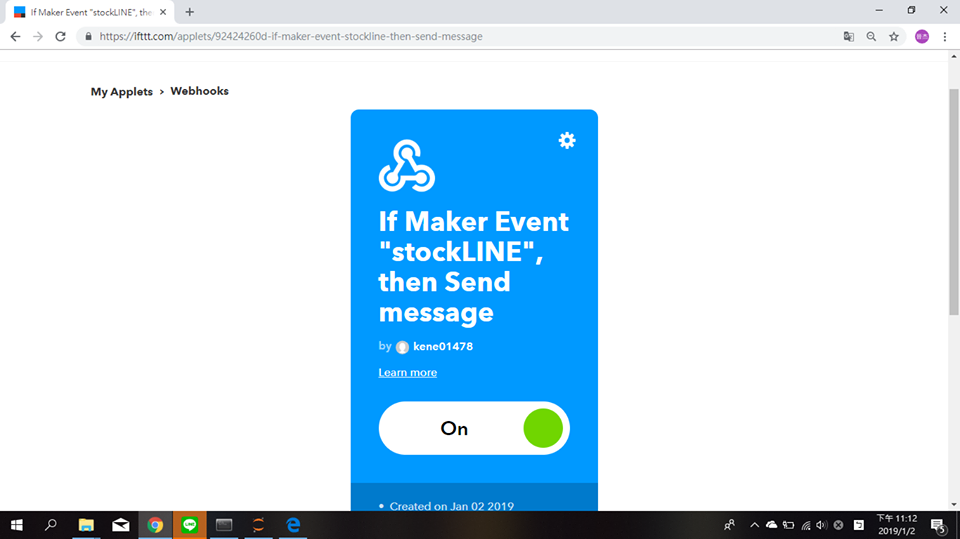 If Maker Event "stockLINE", the
https://ifttt.com/applets/92424260d-if-maker-event-stockline-then-send-message
My Applets > Webhooks
If Maker Event
"stockLINE",
then Send
message
by kene01478
Learn more
On
• Created on Jan 02 2019
下午 11:12
2019/1/2
5